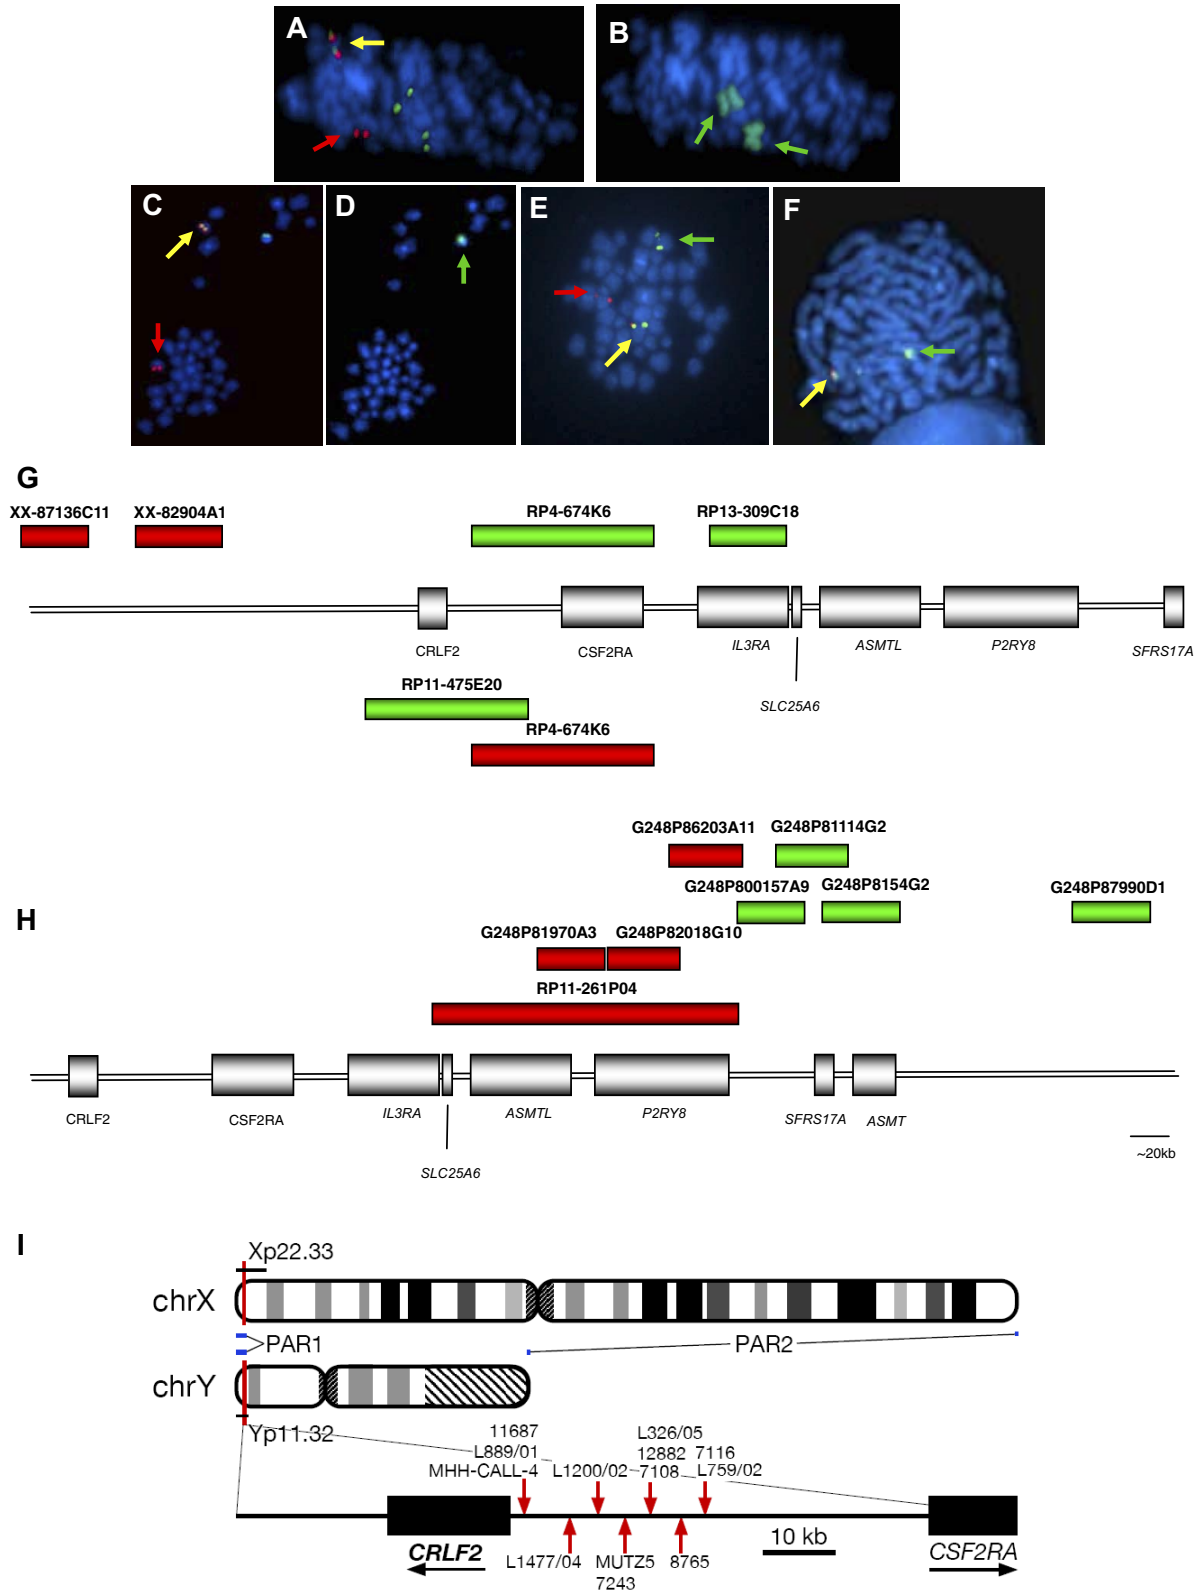 A
B
C
D
E
F
G
XX-87136C11
XX-82904A1
RP4-674K6
RP13-309C18
CRLF2
CSF2RA
IL3RA
ASMTL
P2RY8
SFRS17A
SLC25A6
RP11-475E20
RP4-674K6
G248P86203A11
G248P81114G2
G248P800157A9
G248P8154G2
G248P87990D1
H
G248P81970A3
G248P82018G10
RP11-261P04
CRLF2
CSF2RA
IL3RA
ASMTL
P2RY8
SFRS17A
ASMT
SLC25A6
~20kb
I
Xp22.33
chrX
PAR1
PAR2
chrY
Yp11.32
11687
L889/01
MHH-CALL-4
L1200/02
L326/05
12882
7108
7116
L759/02
10 kb
CRLF2
CSF2RA
L1477/04
MUTZ5
7243
8765